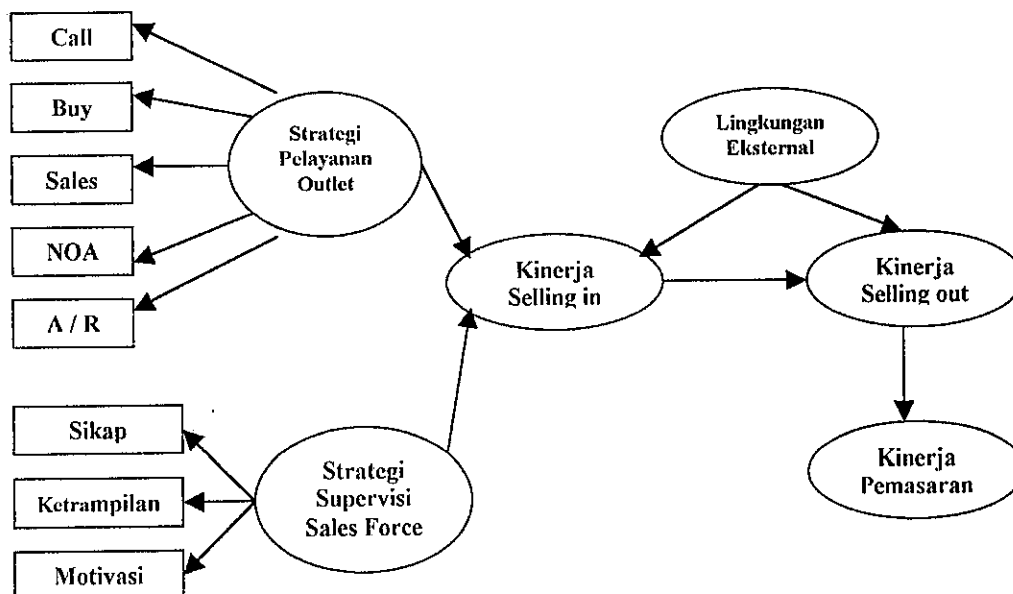 Call
Buy
Sales
NOA
A / R
Strategi
Pelayanan
Outlet
Lingkungan
Eksternal
Kinerja
Selling in
Kinerja
Selling out
Sikap
Ketrampilan
Motivasi
Strategi
Supervisi
Sales Force
Kinerja
Pemasaran